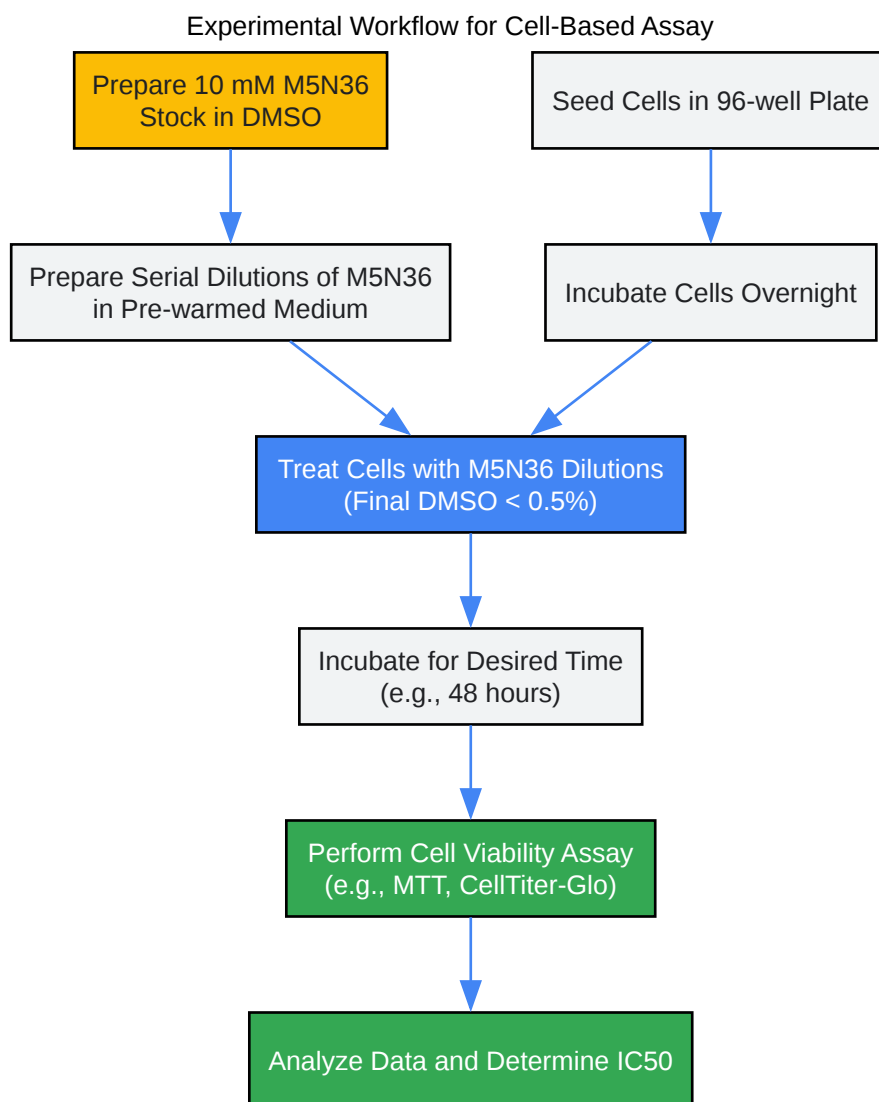 Experimental Workflow for Cell-Based Assay
Prepare 10 mM M5N36
Stock in DMSO
Seed Cells in 96-well Plate
Prepare Serial Dilutions of M5N36
in Pre-warmed Medium
Incubate Cells Overnight
Treat Cells with M5N36 Dilutions
(Final DMSO < 0.5%)
Incubate for Desired Time
(e.g., 48 hours)
Perform Cell Viability Assay
(e.g., MTT, CellTiter-Glo)
Analyze Data and Determine IC50